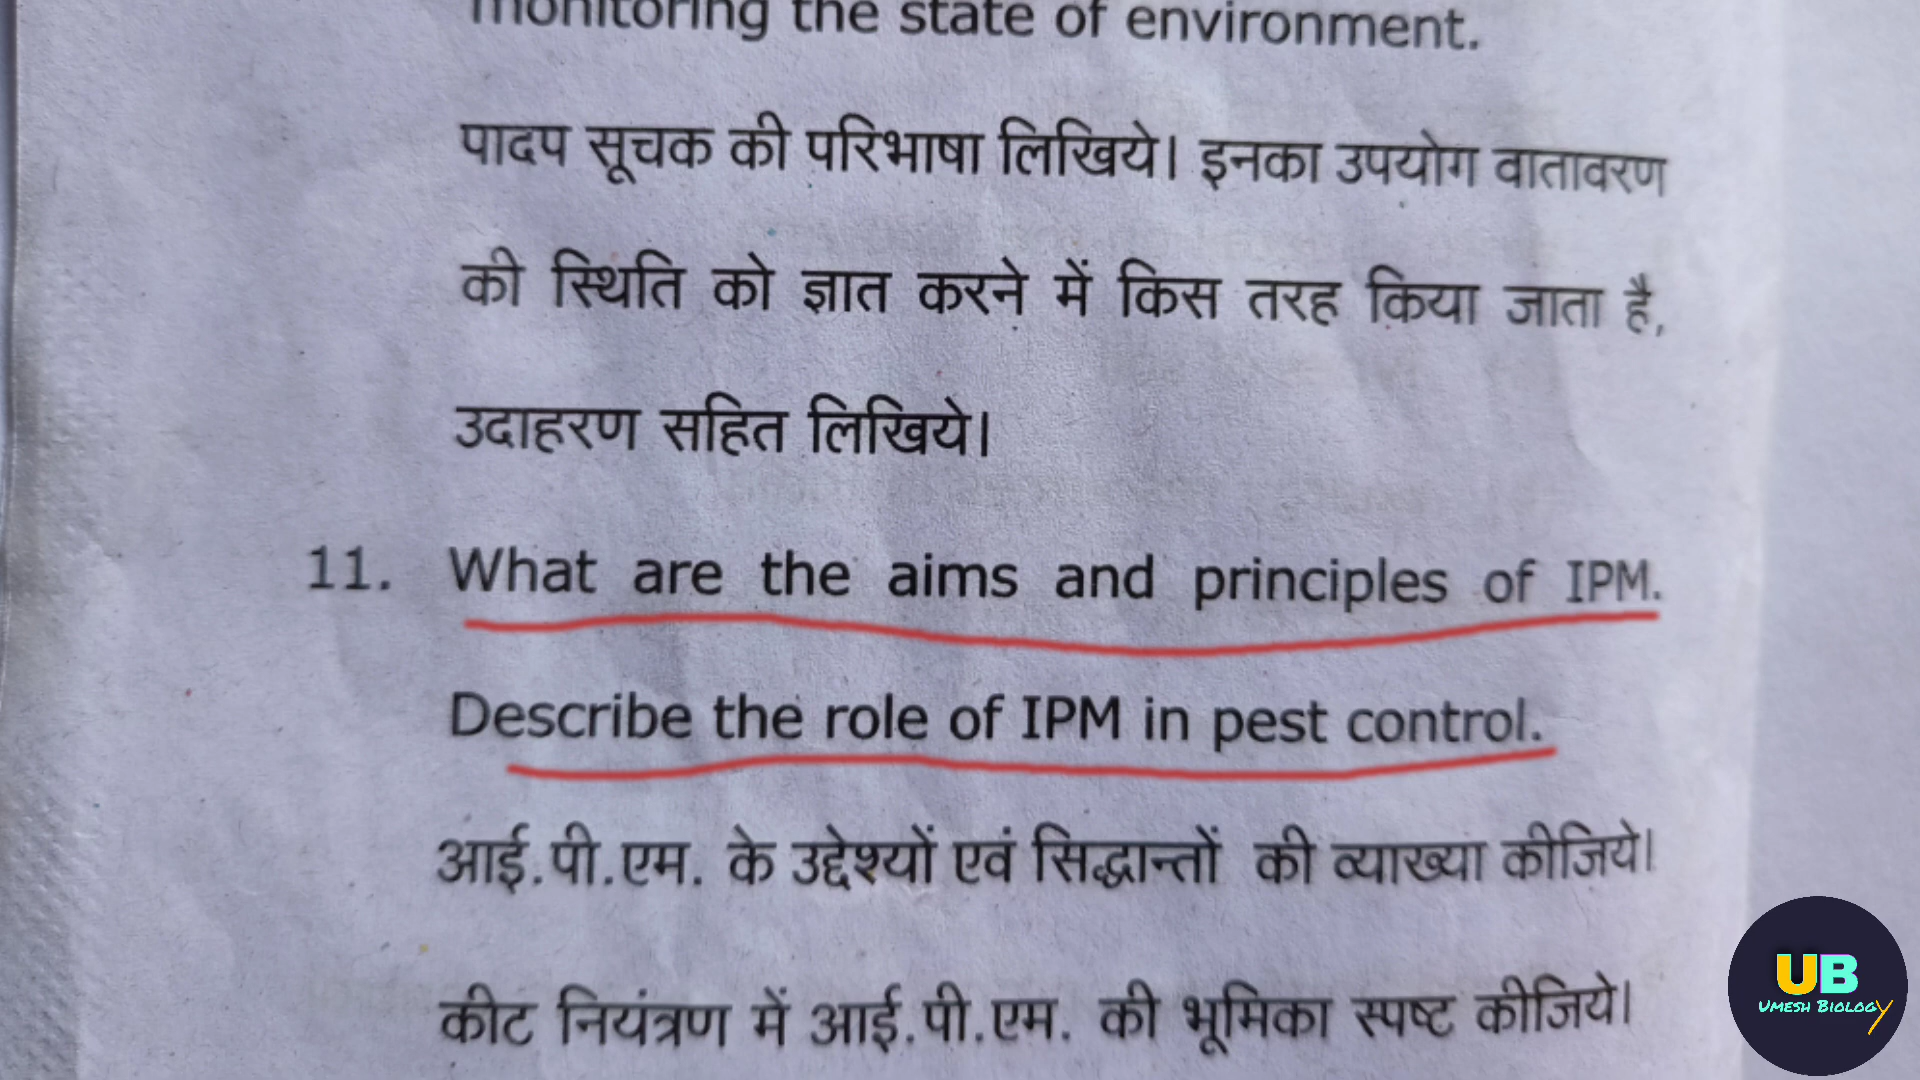 monitoring the state of environment.
पादप सूचक की परिभाषा लिखिये। इनका उपयोग वातावरण
की स्थिति को ज्ञात करने में किस तरह किया जाता है,
उदाहरण सहित लिखिये।
11. What are the aims and principles of IPM.
Describe the role of IPM in pest control.
आई.पी.एम. के उद्देश्यों एवं सिद्धान्तों की व्याख्या कीजिये।
कीट नियंत्रण में आई.पी.एम. की भूमिका स्पष्ट कीजिये।
UB
UMESH BIOLOGY